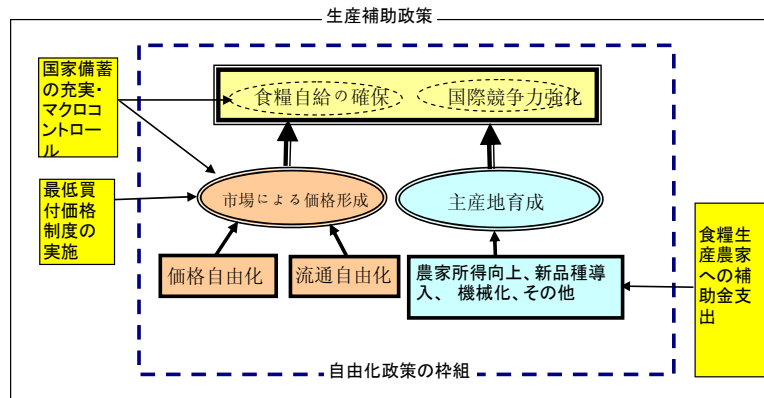 生産補助政策
国家備蓄
の充実・
マクロコ
ントロー
ル
食糧自給の確保
国際競争力強化
最低買
付価格
制度の
実施
市場による価格形成
主産地育成
食糧生
産農家
への補
助金支
出
価格自由化
流通自由化
農家所得向上、新品種導
入、 機械化、その他
自由化政策の枠組